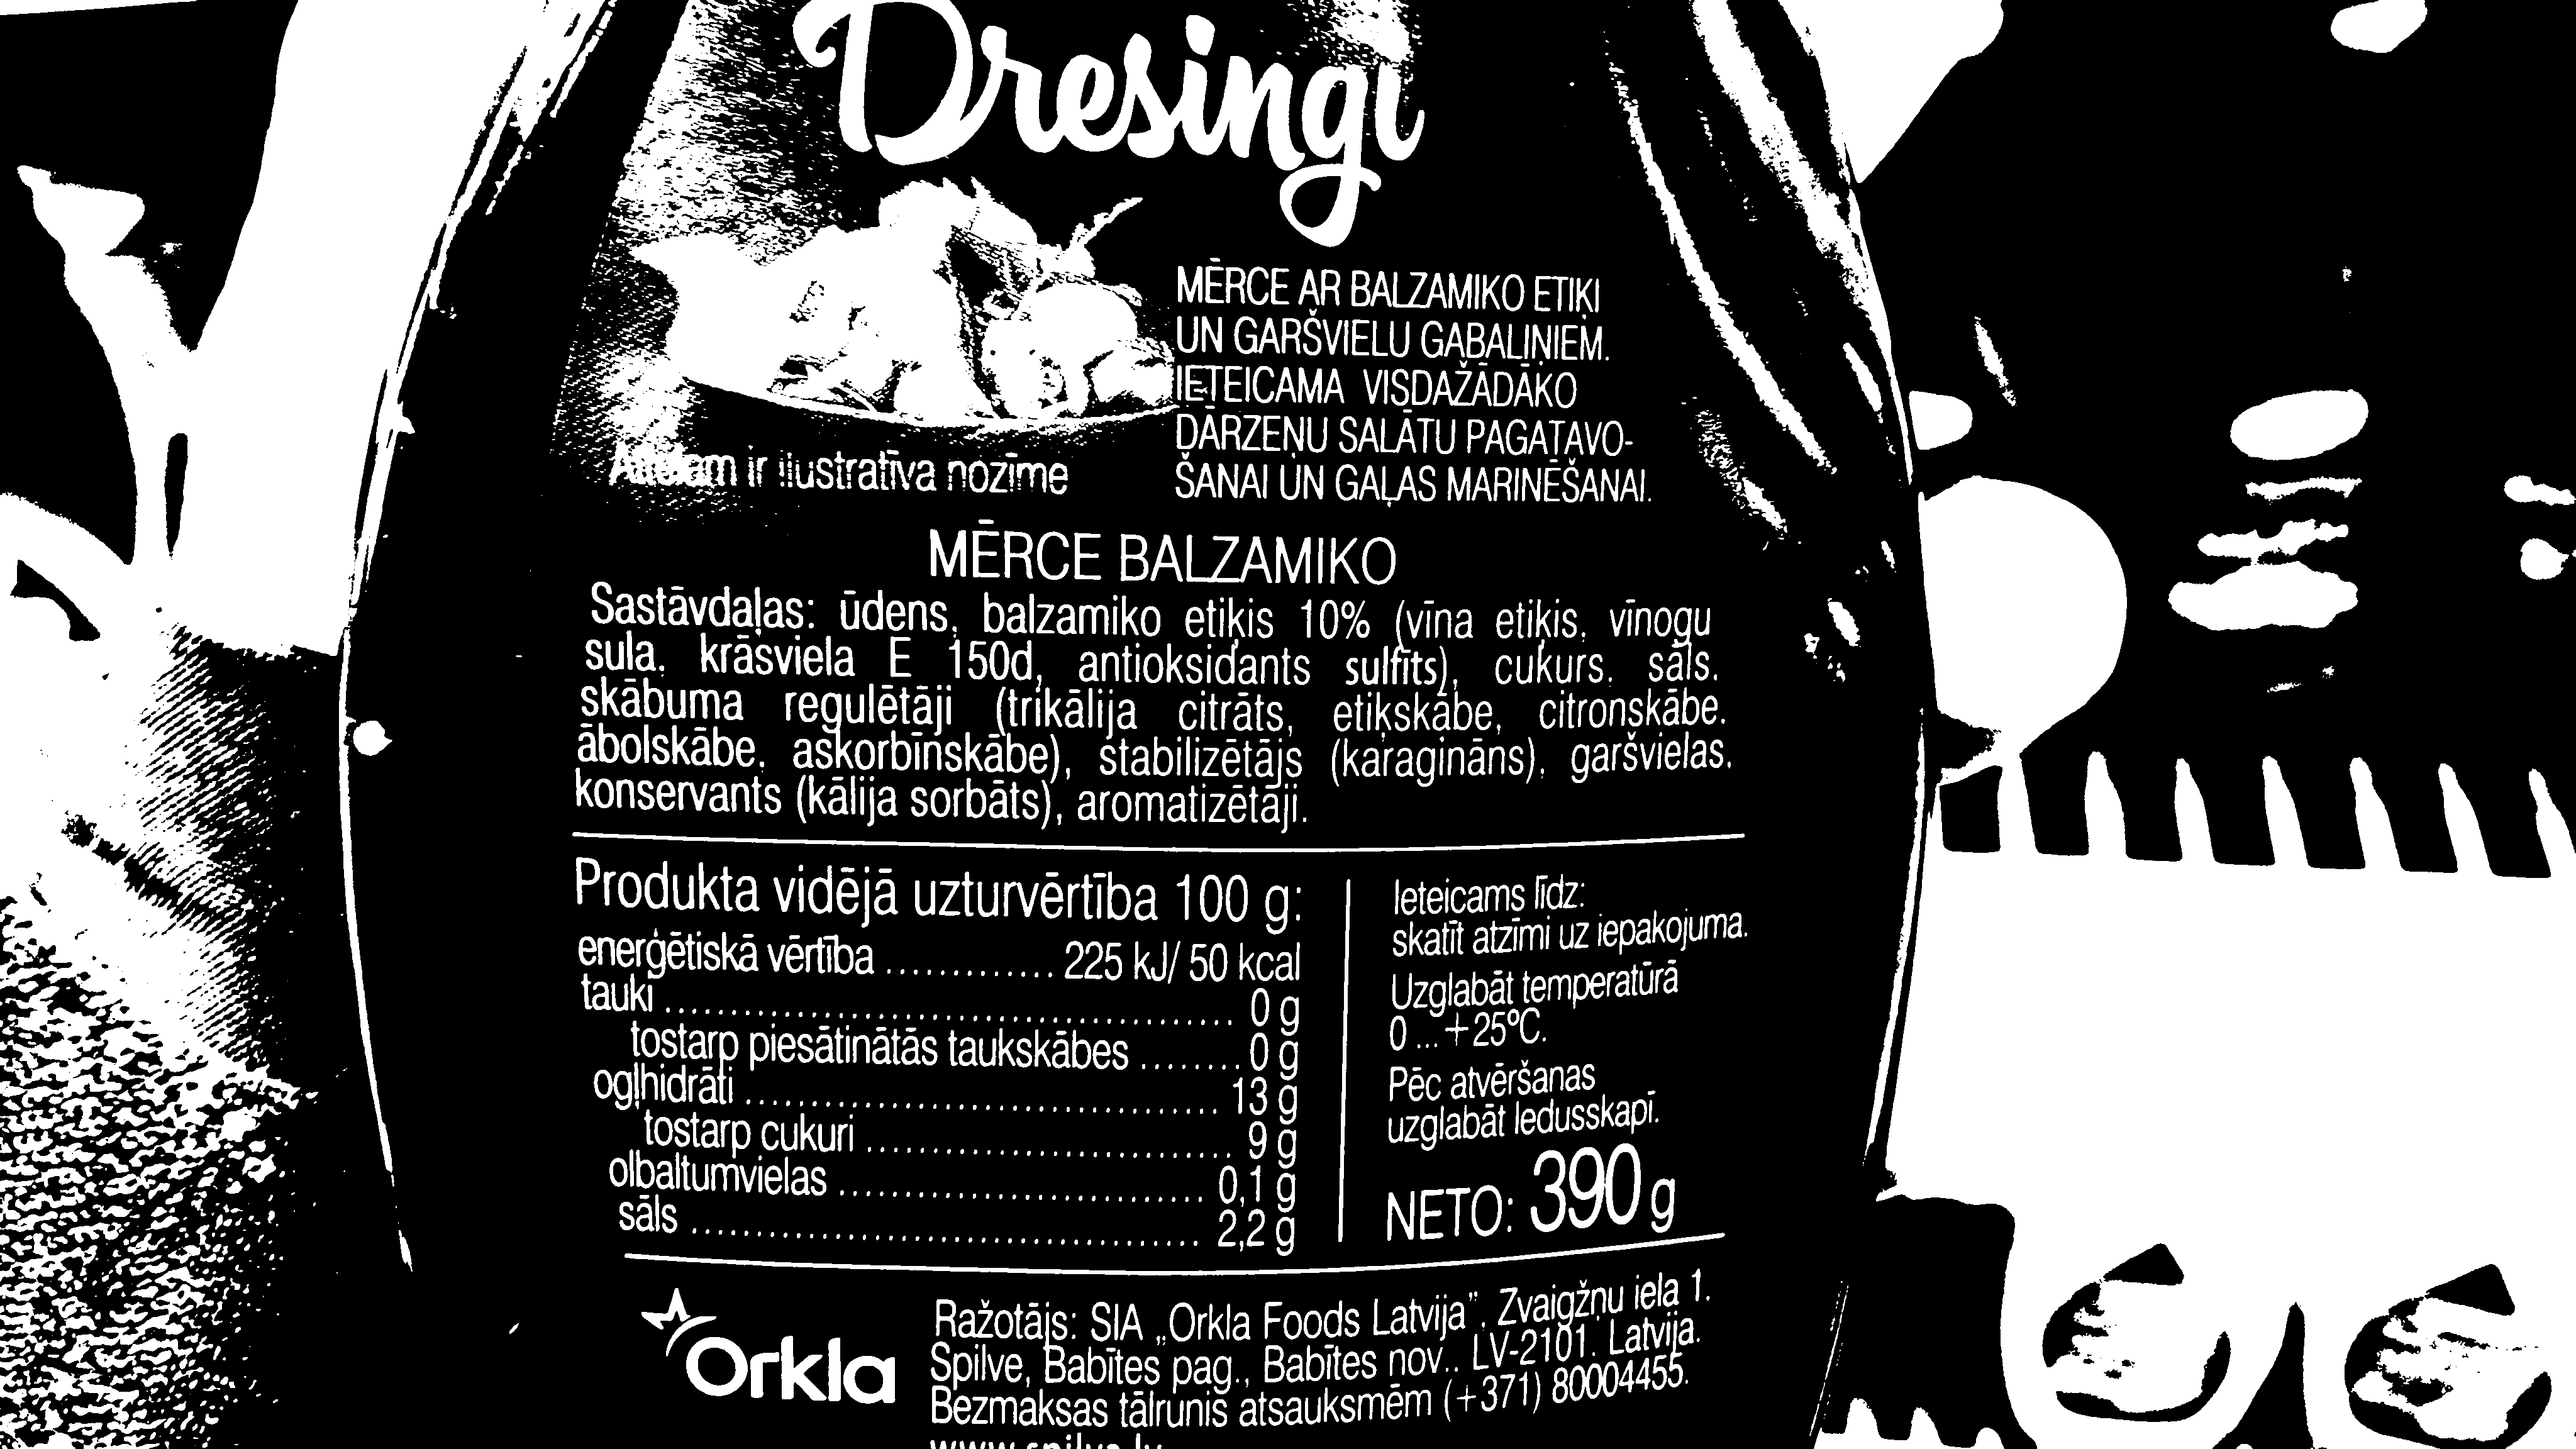 Dresingi
MĒRCE AR BALZAMIKO ETIĶI
UN GARŠVIELU GABALIŅIEM.
IETEICAMA VISDAŽĀDĀKO
DĀRZEŅU SALĀTU PAGATAVO-
ŠANAI UN GAĻAS MARINĒŠANAI.
Attēlam ir ilustratīva nozīme
MĒRCE BALZAMIKO
Sastāvdaļas: ūdens, balzamiko etiķis 10% (vīna etiķis, vīnogu
sula, krāsviela E 150d, antioksidants sulfīts), cukurs, sāls,
skābuma regulētāji (trikālija citrāts, etiķskābe, citronskābe,
ābolskābe, askorbīnskābe), stabilizētājs (karagināns), garšvielas,
konservants (kālija sorbāts), aromatizētāji.
Produkta vidējā uzturvērtība 100 g:
enerģētiskā vērtība ............. 225 kJ/ 50 kcal
tauki ............................................ 0 g
tostarp piesātinātās taukskābes ........ 0 g
ogļhidrāti .................................... 13 g
tostarp cukuri ............................ 9 g
olbaltumvielas ............................ 0,1 g
sāls ....................................... 2,2 g
Ieteicams līdz:
skatīt atzīmi uz iepakojuma.
Uzglabāt temperatūrā
0 ... +25ºC.
Pēc atvēršanas
uzglabāt ledusskapī.
NETO: 390 g
Orkla
Ražotājs: SIA „Orkla Foods Latvija", Zvaigžņu iela 1,
Spilve, Babītes pag., Babītes nov., LV-2101, Latvija.
Bezmaksas tālrunis atsauksmēm (+371) 80004455.
www.spilva.lv